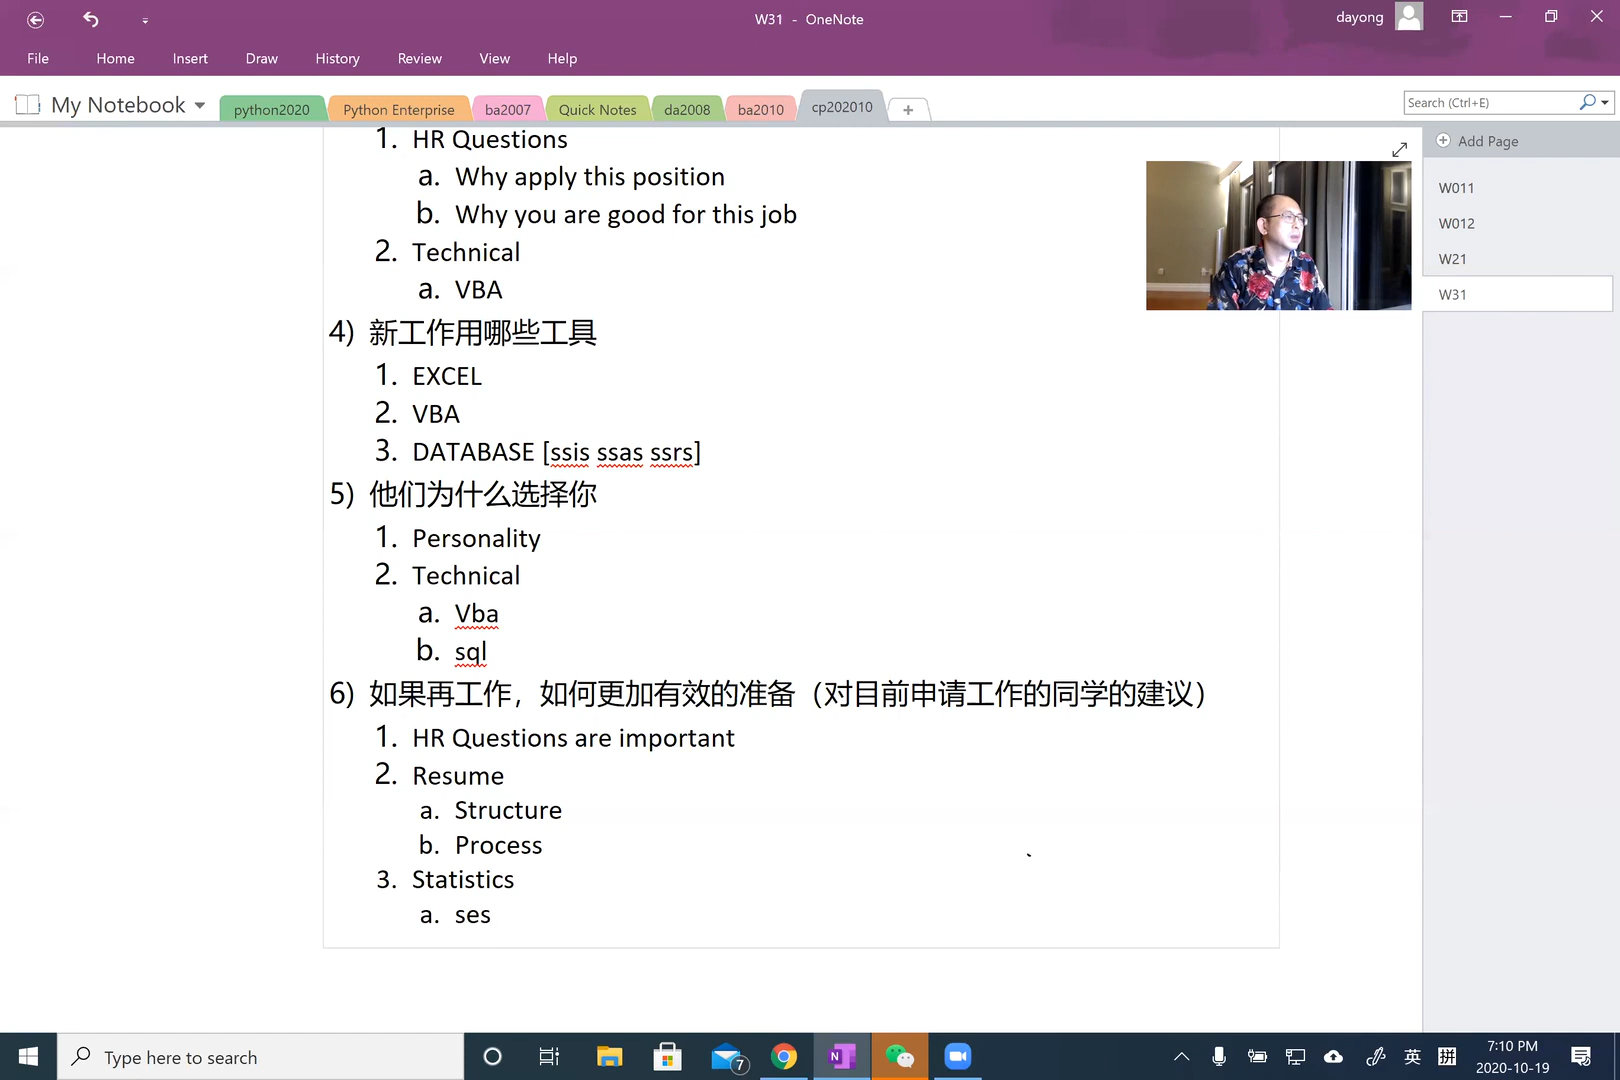 W31 - OneNote
dayong
File Home Insert Draw History Review View Help
My Notebook
python2020 Python Enterprise ba2007 Quick Notes da2008 ba2010 cp202010 +
Search (Ctrl+E)
Add Page
W011
W012
W21
W31
1. HR Questions
a. Why apply this position
b. Why you are good for this job
2. Technical
a. VBA
4) 新工作用哪些工具
1. EXCEL
2. VBA
3. DATABASE [ssis ssas ssrs]
5) 他们为什么选择你
1. Personality
2. Technical
a. Vba
b. sql
6) 如果再工作，如何更加有效的准备（对目前申请工作的同学的建议）
1. HR Questions are important
2. Resume
a. Structure
b. Process
3. Statistics
a. ses
Type here to search
7
英
拼
7:10 PM
2020-10-19